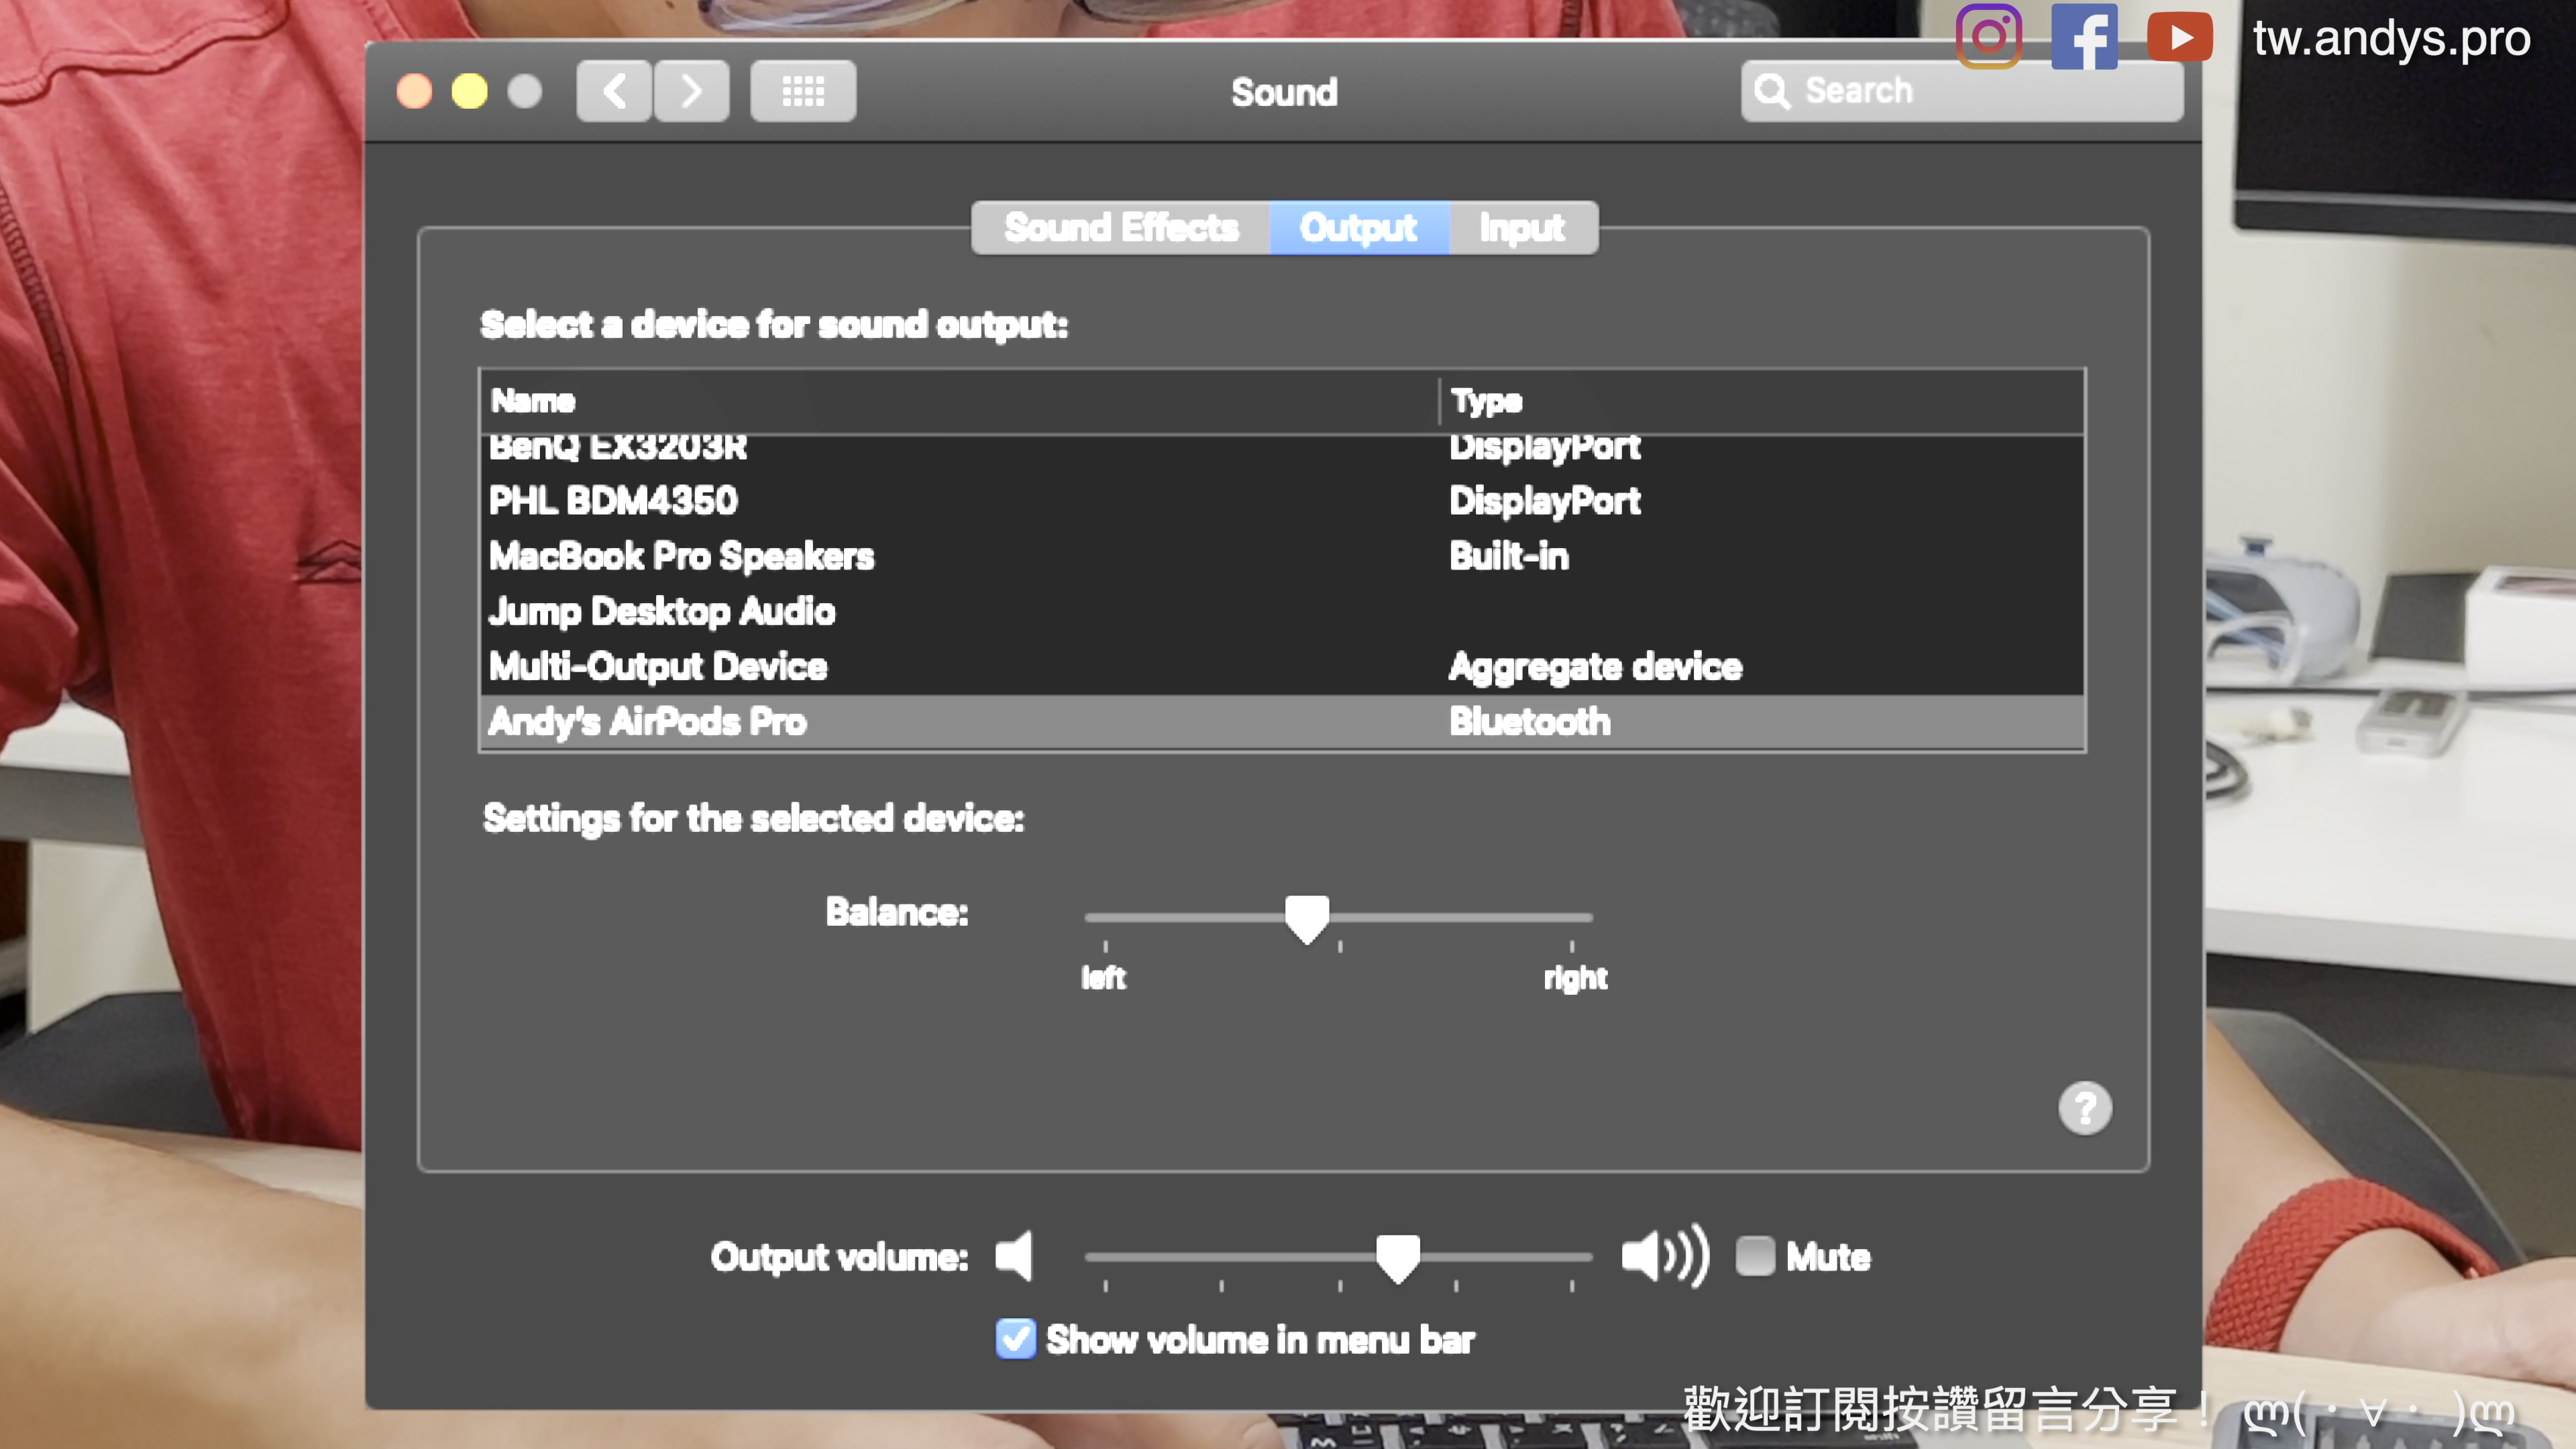 tw.andys.pro
Sound
Search
Sound Effects Output Input
Select a device for sound output:
Name Type
BenQ EX3203R DisplayPort
PHL BDM4350 DisplayPort
MacBook Pro Speakers Built-in
Jump Desktop Audio
Multi-Output Device Aggregate device
Andy's AirPods Pro Bluetooth
Settings for the selected device:
Balance:
left right
?
Output volume: Mute
Show volume in menu bar
歡迎訂閱按讚留言分享！ ლ(・∀・)ლ